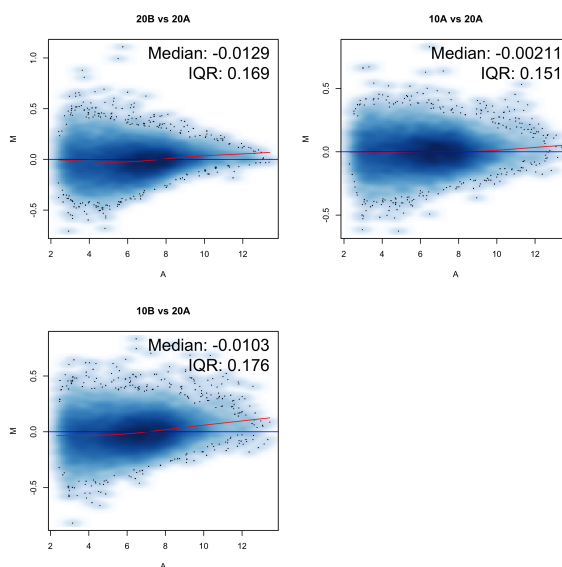 20B vs 20A
Median: -0.0129
IQR: 0.169
M
1.0
0.5
0.0
-0.5
2 4 6 8 10 12
A
10A vs 20A
Median: -0.00211
IQR: 0.151
M
0.5
0.0
-0.5
2 4 6 8 10 12
A
10B vs 20A
Median: -0.0103
IQR: 0.176
M
0.5
0.0
-0.5
2 4 6 8 10 12
A